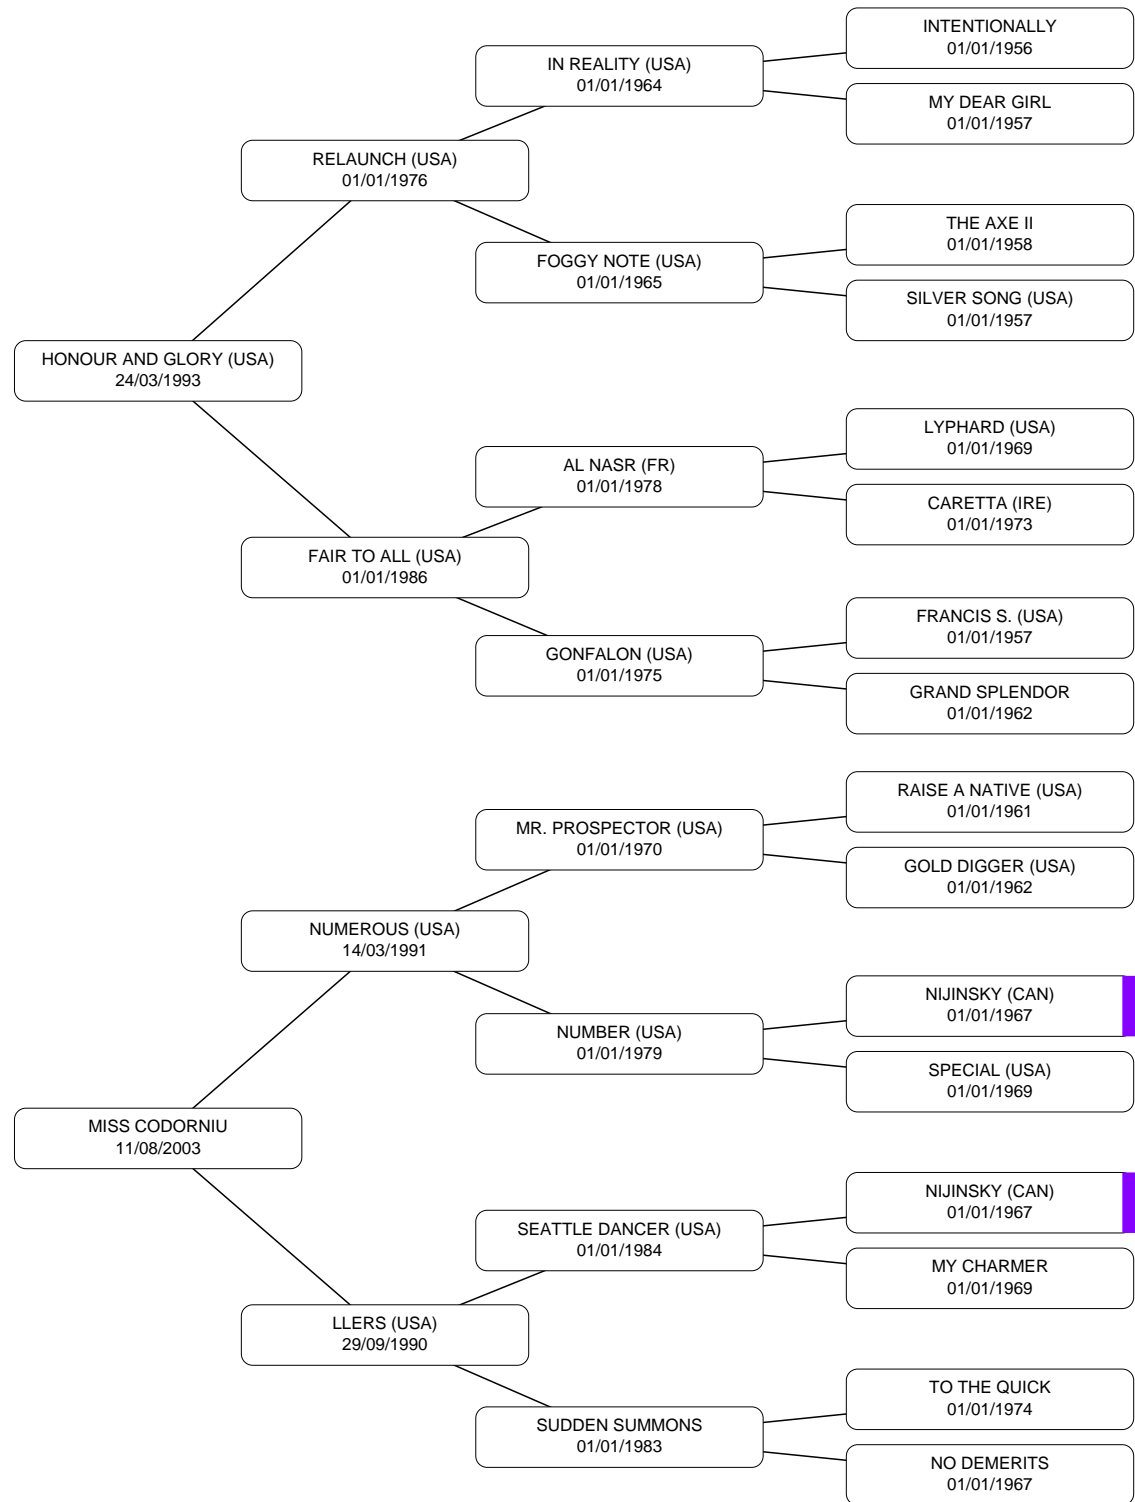 INTENTIONALLY
01/01/1956
IN REALITY (USA)
01/01/1964
MY DEAR GIRL
01/01/1957
RELAUNCH (USA)
01/01/1976
THE AXE II
01/01/1958
FOGGY NOTE (USA)
01/01/1965
SILVER SONG (USA)
01/01/1957
HONOUR AND GLORY (USA)
24/03/1993
LYPHARD (USA)
01/01/1969
AL NASR (FR)
01/01/1978
CARETTA (IRE)
01/01/1973
FAIR TO ALL (USA)
01/01/1986
FRANCIS S. (USA)
01/01/1957
GONFALON (USA)
01/01/1975
GRAND SPLENDOR
01/01/1962
RAISE A NATIVE (USA)
01/01/1961
MR. PROSPECTOR (USA)
01/01/1970
GOLD DIGGER (USA)
01/01/1962
NUMEROUS (USA)
14/03/1991
NIJINSKY (CAN)
01/01/1967
NUMBER (USA)
01/01/1979
SPECIAL (USA)
01/01/1969
MISS CODORNIU
11/08/2003
NIJINSKY (CAN)
01/01/1967
SEATTLE DANCER (USA)
01/01/1984
MY CHARMER
01/01/1969
LLERS (USA)
29/09/1990
TO THE QUICK
01/01/1974
SUDDEN SUMMONS
01/01/1983
NO DEMERITS
01/01/1967